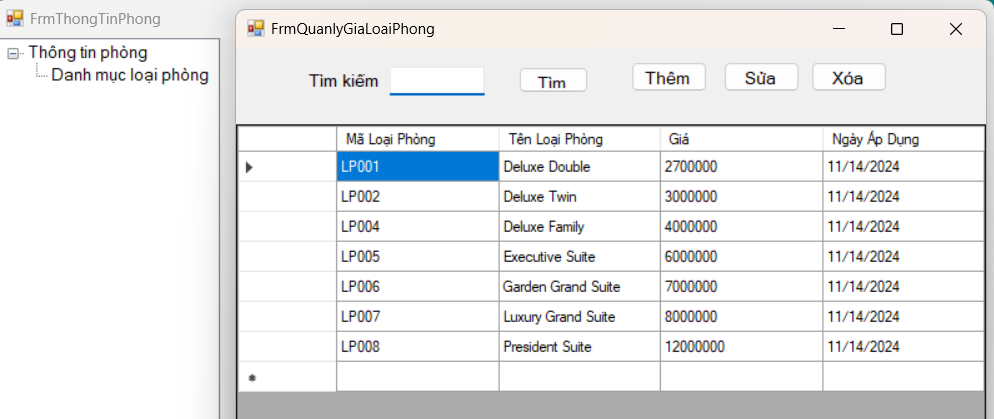 FrmThongTinPhong
Thông tin phòng
Danh mục loại phòng
FrmQuanlyGiaLoaiPhong
Tìm kiếm Tìm Thêm Sửa Xóa
Mã Loại Phòng Tên Loại Phòng Giá Ngày Áp Dụng
LP001 Deluxe Double 2700000 11/14/2024
LP002 Deluxe Twin 3000000 11/14/2024
LP004 Deluxe Family 4000000 11/14/2024
LP005 Executive Suite 6000000 11/14/2024
LP006 Garden Grand Suite 7000000 11/14/2024
LP007 Luxury Grand Suite 8000000 11/14/2024
LP008 President Suite 12000000 11/14/2024